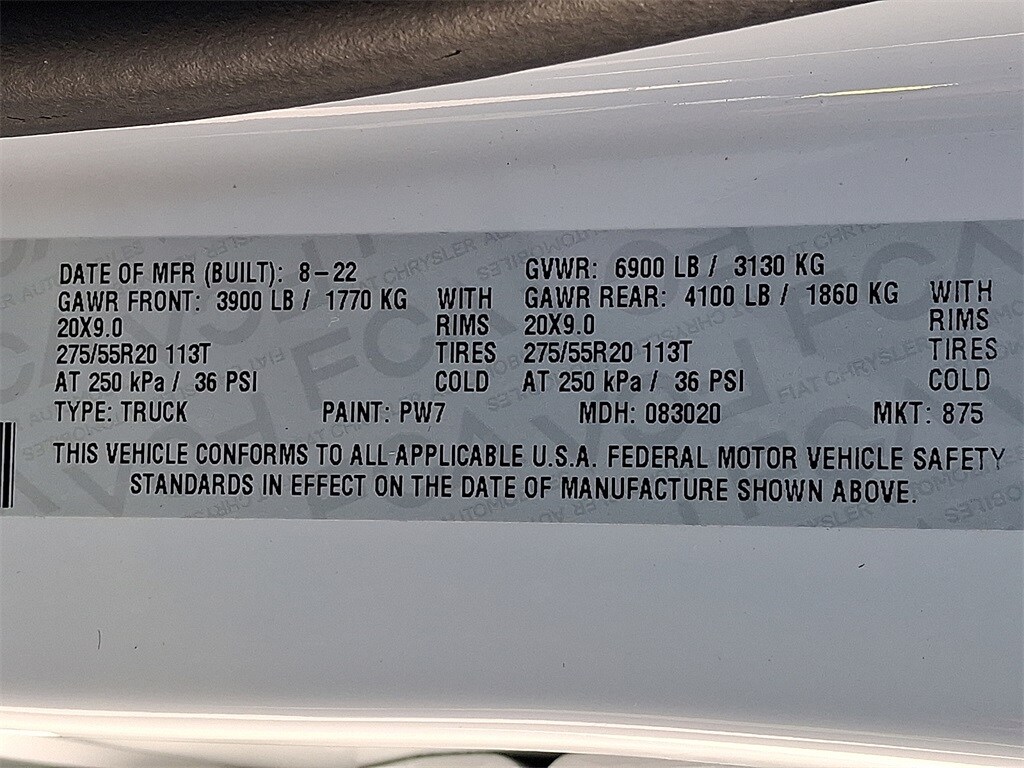 DATE OF MFR (BUILT): 8-22 GVWR: 6900 LB / 3130 KG
GAWR FRONT: 3900 LB / 1770 KG WITH GAWR REAR: 4100 LB / 1860 KG WITH
20X9.0 RIMS 20X9.0 RIMS
275/55R20 113T TIRES 275/55R20 113T TIRES
AT 250 kPa / 36 PSI COLD AT 250 kPa / 36 PSI COLD
TYPE: TRUCK PAINT: PW7 MDH: 083020 MKT: 875
THIS VEHICLE CONFORMS TO ALL APPLICABLE U.S.A. FEDERAL MOTOR VEHICLE SAFETY
STANDARDS IN EFFECT ON THE DATE OF MANUFACTURE SHOWN ABOVE.